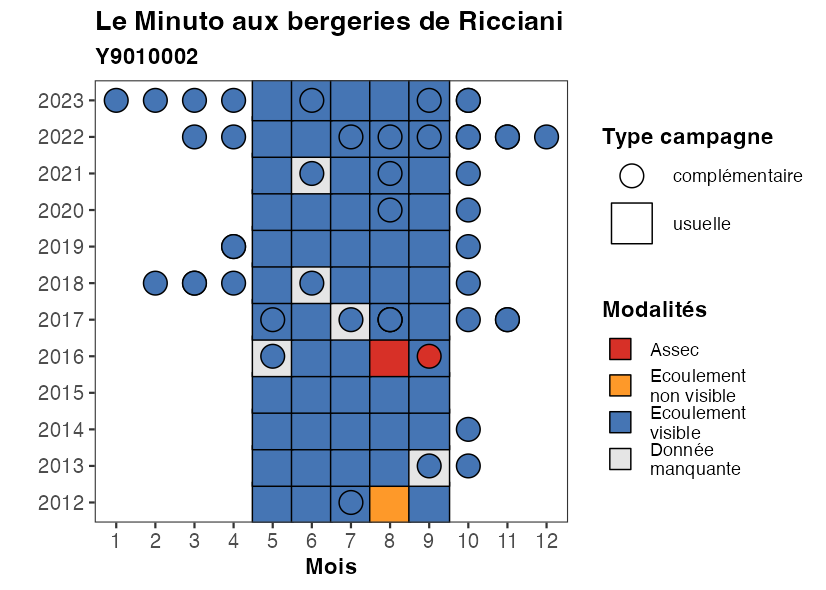 Le Minuto aux bergeries de Ricciani
Y9010002
2023
2022
2021
2020
2019
2018
2017
2016
2015
2014
2013
2012
1 2 3 4 5 6 7 8 9 10 11 12
Mois
Type campagne
complémentaire
usuelle
Modalités
Assec
Ecoulement
non visible
Ecoulement
visible
Donnée
manquante